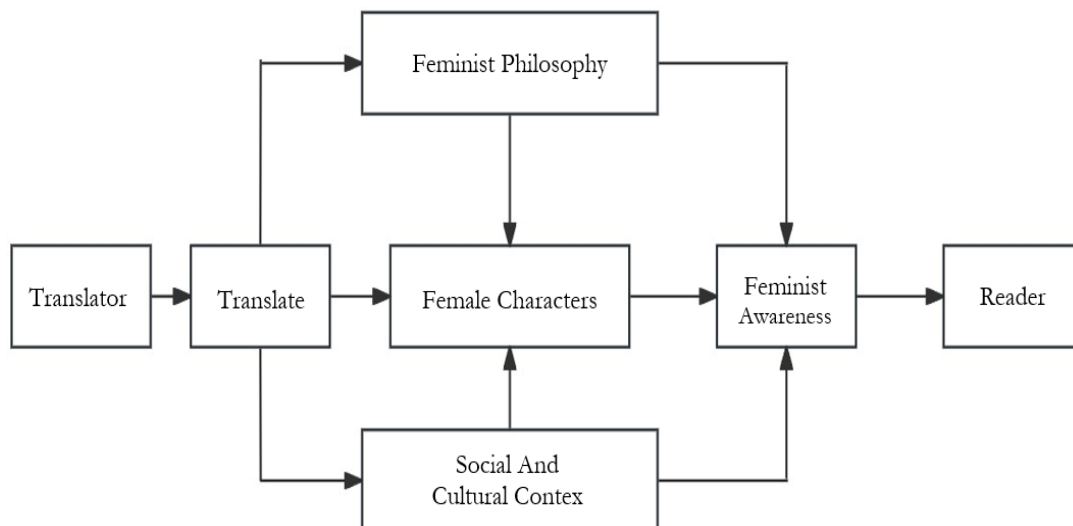 Feminist Philosophy
Translator
Translate
Female Characters
Feminist
Awareness
Reader
Social And
Cultural Contex